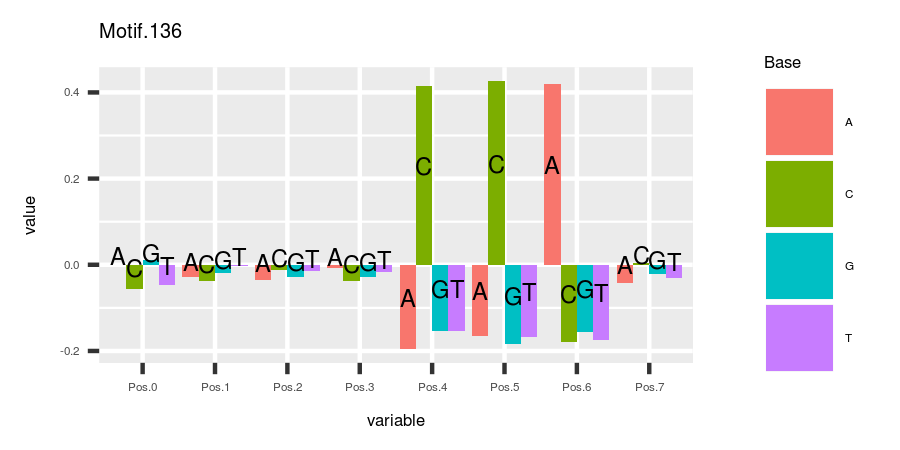 Motif.136
Base
A
C
G
T
value
0.4
0.2
0.0
-0.2
A C G T A C G T A C G T A C G T A C G T A C G T A C G T A C G T
Pos.0 Pos.1 Pos.2 Pos.3 Pos.4 Pos.5 Pos.6 Pos.7
variable